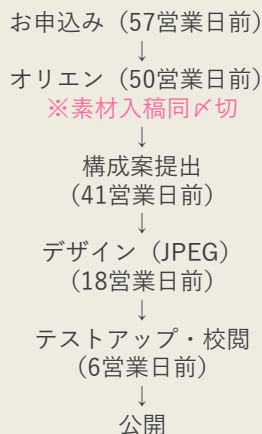 お申込み（57営業日前）
↓
オリエン（50営業日前）
※素材入稿同〆切
↓
構成案提出
（41営業日前）
↓
デザイン（JPEG）
（18営業日前）
↓
テストアップ・校閲
（6営業日前）
↓
公開